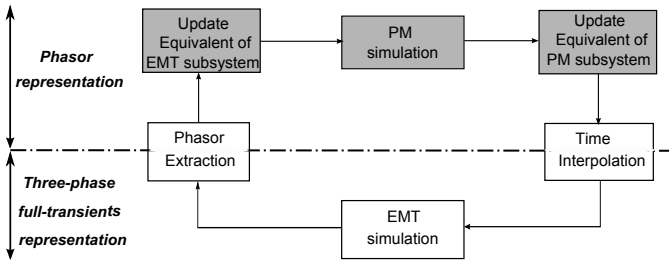 Phasor
representation
Update
Equivalent of
EMT subsystem
PM
simulation
Update
Equivalent of
PM subsystem
Phasor
Extraction
Time
Interpolation
Three-phase
full-transients
representation
EMT
simulation